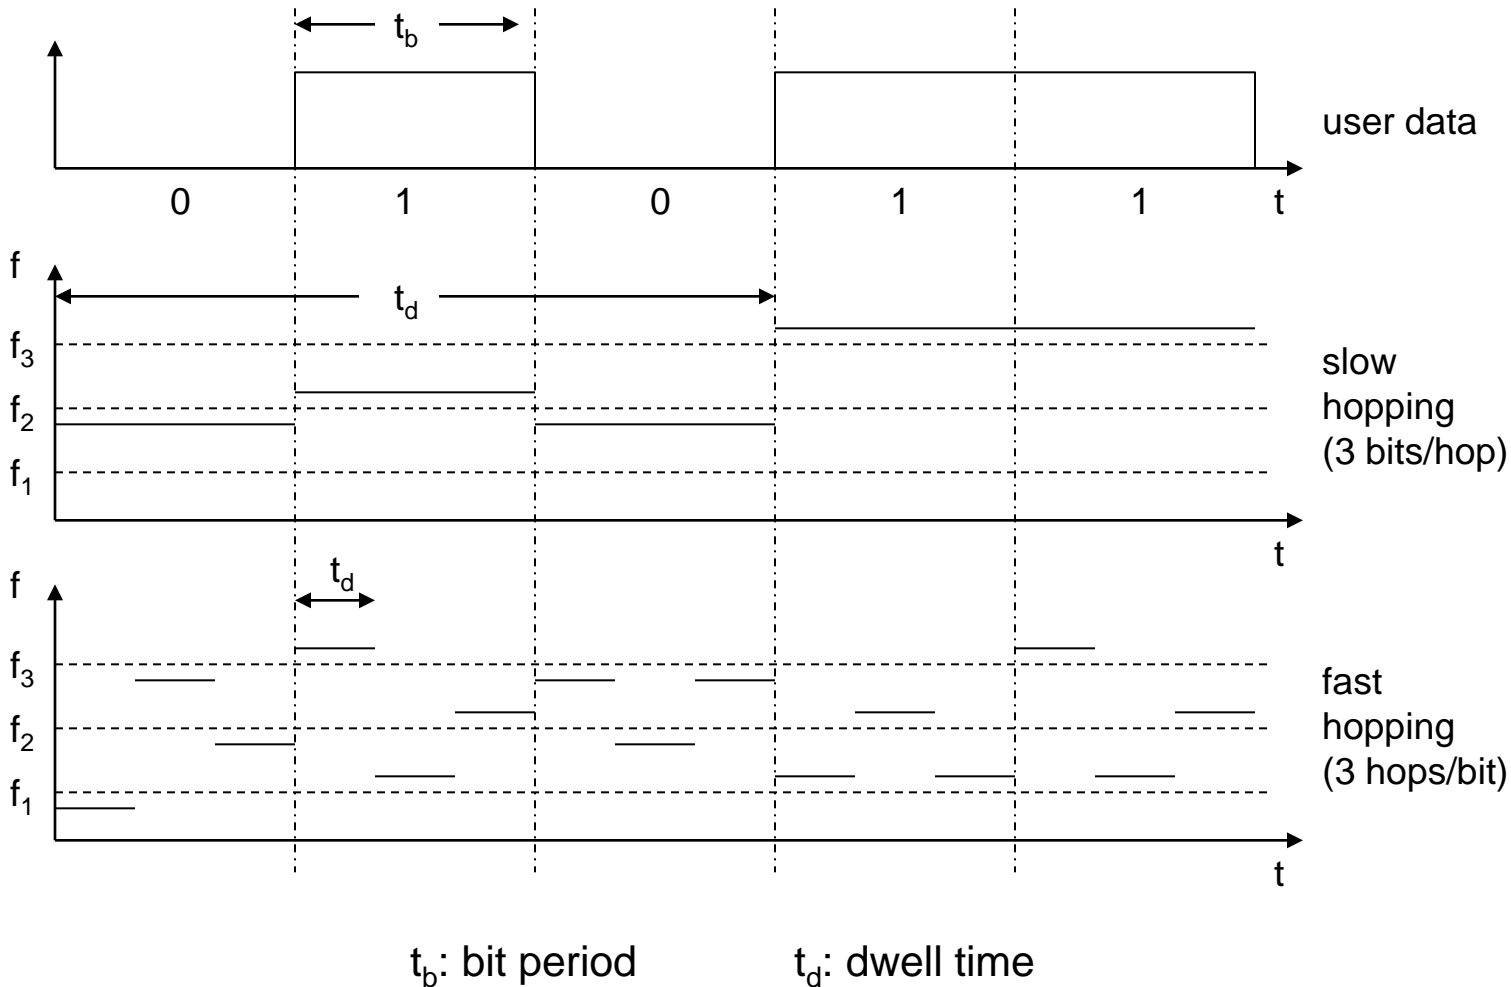 t_b
user data
0 1 0 1 1 t
f
t_d
f_3
slow
f_2
hopping
(3 bits/hop)
f_1
t
t_d
f
f_3
fast
f_2
hopping
(3 hops/bit)
f_1
t
t_b: bit period t_d: dwell time